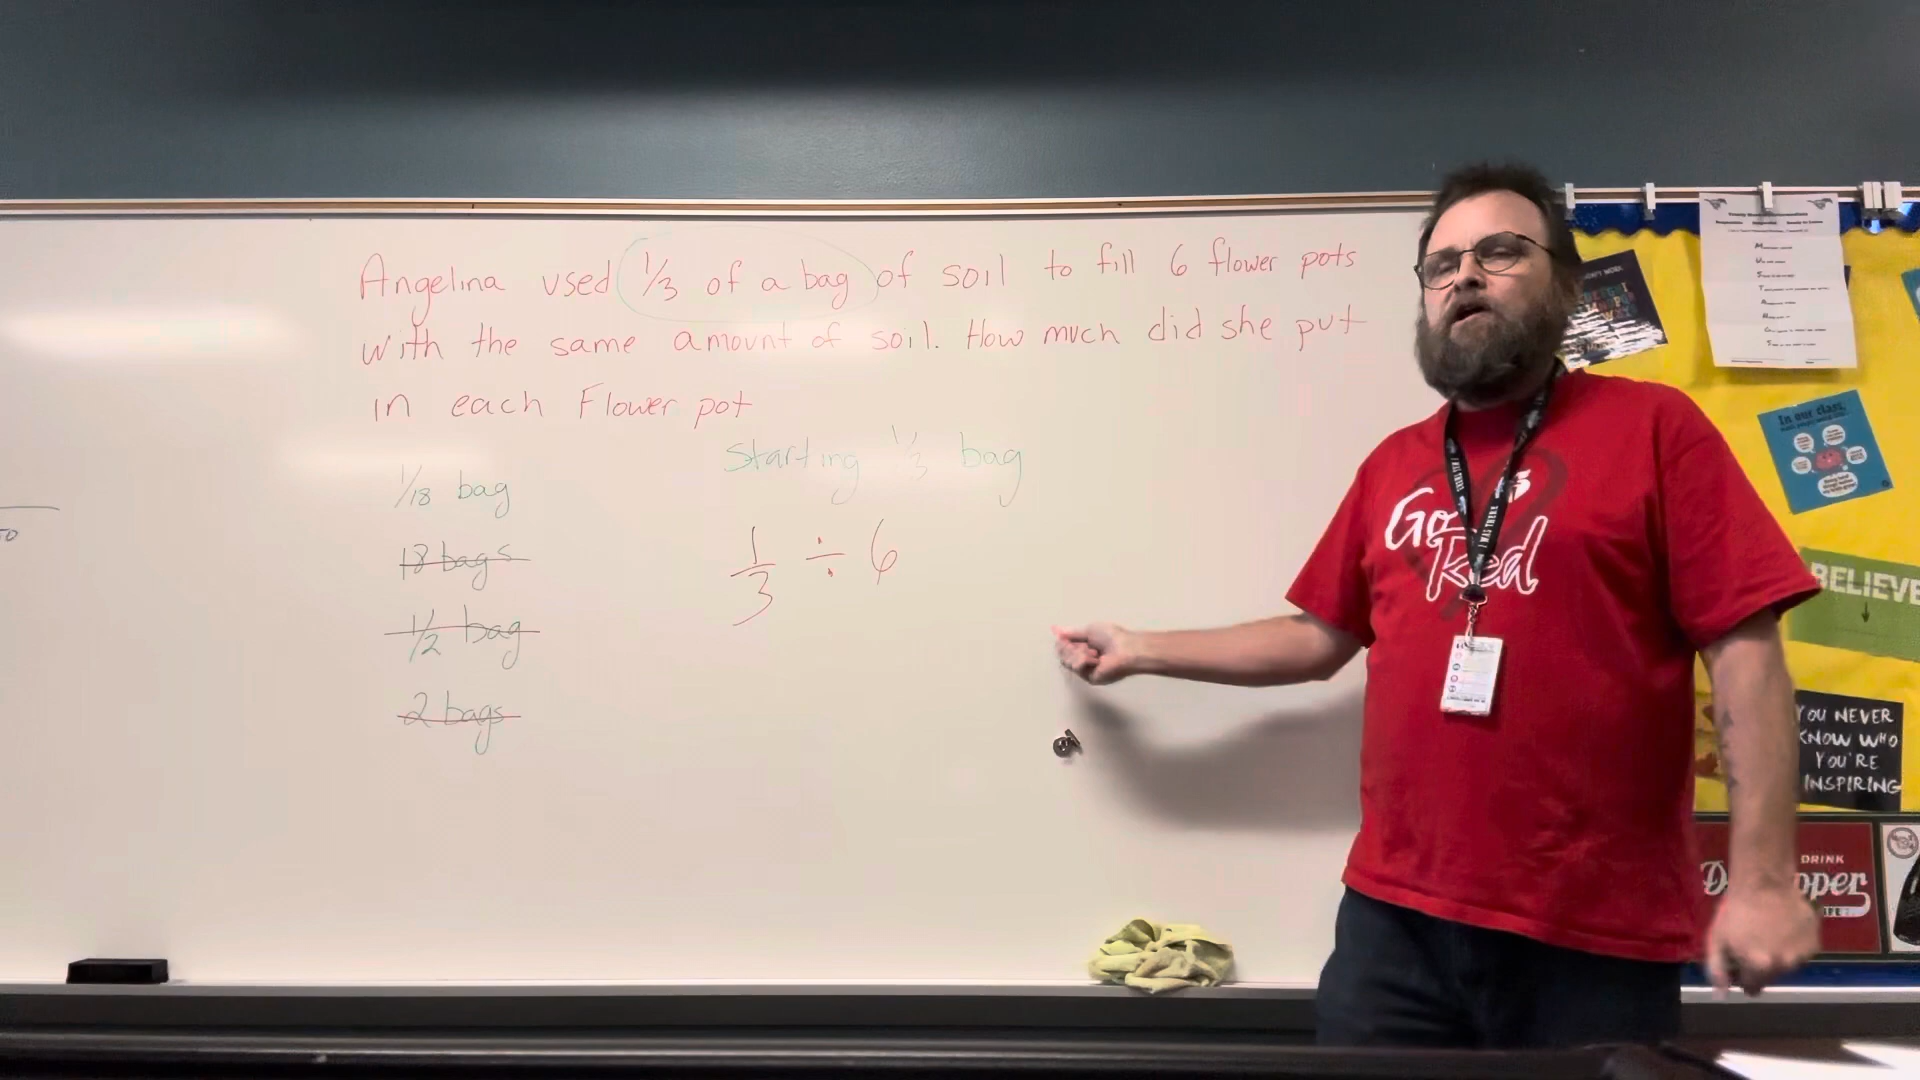 Angelina used 1/3 of a bag of soil to fill 6 flower pots
with the same amount of soil. How much did she put
in each Flower pot
Starting 1/3 bag
1/18 bag
18 bags
1/2 bag
2 bags
1/3 ÷ 6
50
Go
Red
I WAS THERE
In our class,
BELIEVE
YOU NEVER
KNOW WHO
YOU'RE
INSPIRING
DRINK